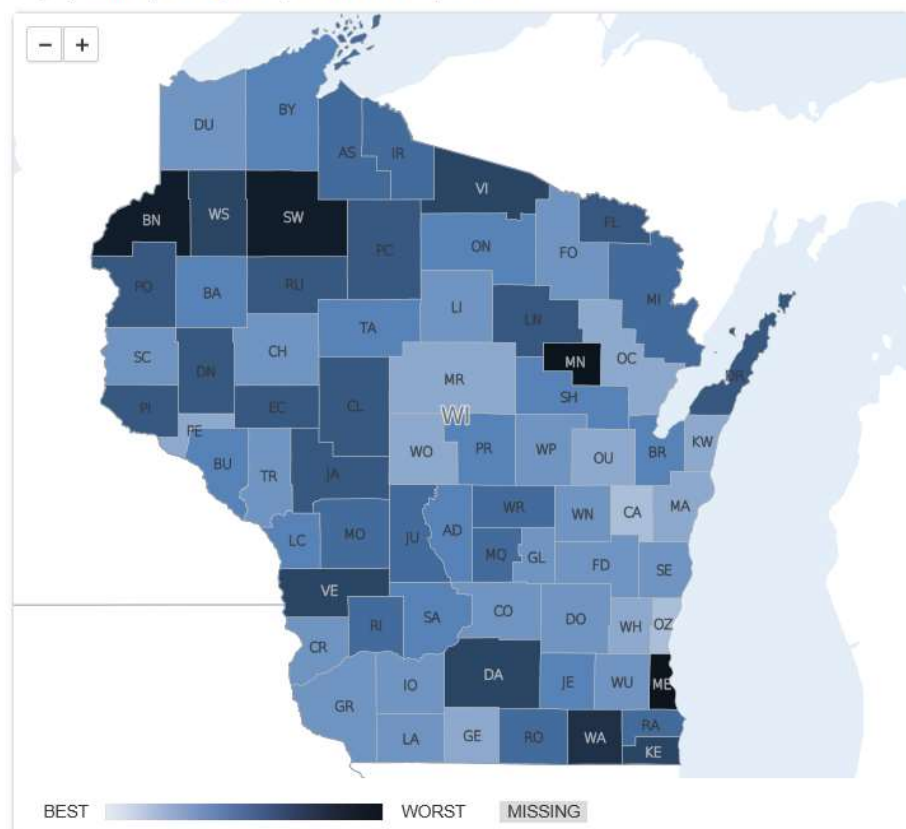 − +
DU
BY
AS
IR
VI
BN
WS
SW
FL
PC
ON
FO
PO
BA
RU
MI
LI
LN
TA
SC
CH
OC
DN
MN
MR
DR
PI
EC
CL
SH
WI
PE
KW
BU
TR
WO
PR
WP
OU
BR
JA
WR
WN
CA
MA
LC
MO
JU
AD
MQ
GL
FD
SE
VE
RI
SA
CO
DO
WH
OZ
CR
GR
IO
DA
JE
WU
ME
LA
GE
RO
WA
RA
KE
BEST WORST MISSING